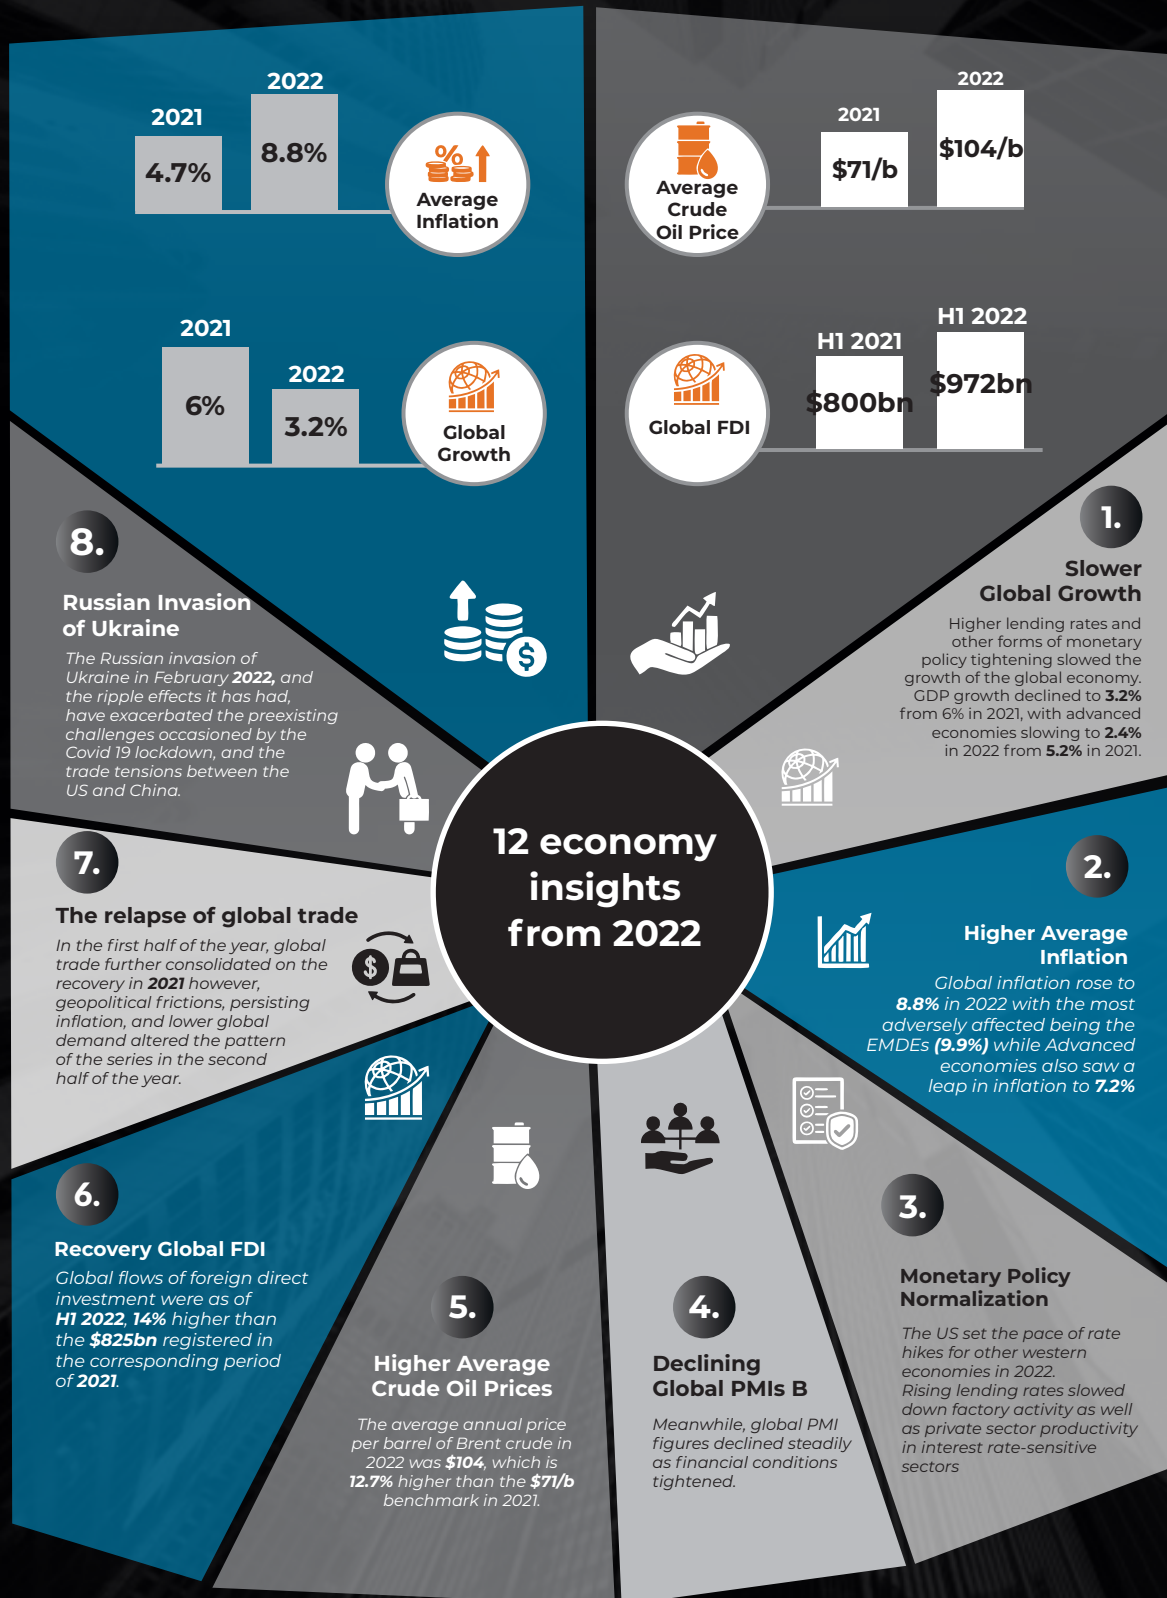 2021
2022
4.7%
8.8%
Average
Inflation
2021
2022
6%
3.2%
Global
Growth
2021
2022
$71/b
$104/b
Average
Crude
Oil Price
H1 2021
H1 2022
$800bn
$972bn
Global FDI
12 economy
insights
from 2022
1.
Slower
Global Growth
Higher lending rates and
other forms of monetary
policy tightening slowed the
growth of the global economy.
GDP growth declined to 3.2%
from 6% in 2021, with advanced
economies slowing to 2.4%
in 2022 from 5.2% in 2021.
2.
Higher Average
Inflation
Global inflation rose to
8.8% in 2022 with the most
adversely affected being the
EMDEs (9.9%) while Advanced
economies also saw a
leap in inflation to 7.2%
3.
Monetary Policy
Normalization
The US set the pace of rate
hikes for other western
economies in 2022.
Rising lending rates slowed
down factory activity as well
as private sector productivity
in interest rate-sensitive
sectors
4.
Declining
Global PMIs B
Meanwhile, global PMI
figures declined steadily
as financial conditions
tightened.
5.
Higher Average
Crude Oil Prices
The average annual price
per barrel of Brent crude in
2022 was $104, which is
12.7% higher than the $71/b
benchmark in 2021.
6.
Recovery Global FDI
Global flows of foreign direct
investment were as of
H1 2022, 14% higher than
the $825bn registered in
the corresponding period
of 2021.
7.
The relapse of global trade
In the first half of the year, global
trade further consolidated on the
recovery in 2021 however,
geopolitical frictions, persisting
inflation, and lower global
demand altered the pattern
of the series in the second
half of the year.
8.
Russian Invasion
of Ukraine
The Russian invasion of
Ukraine in February 2022, and
the ripple effects it has had,
have exacerbated the preexisting
challenges occasioned by the
Covid 19 lockdown, and the
trade tensions between the
US and China.